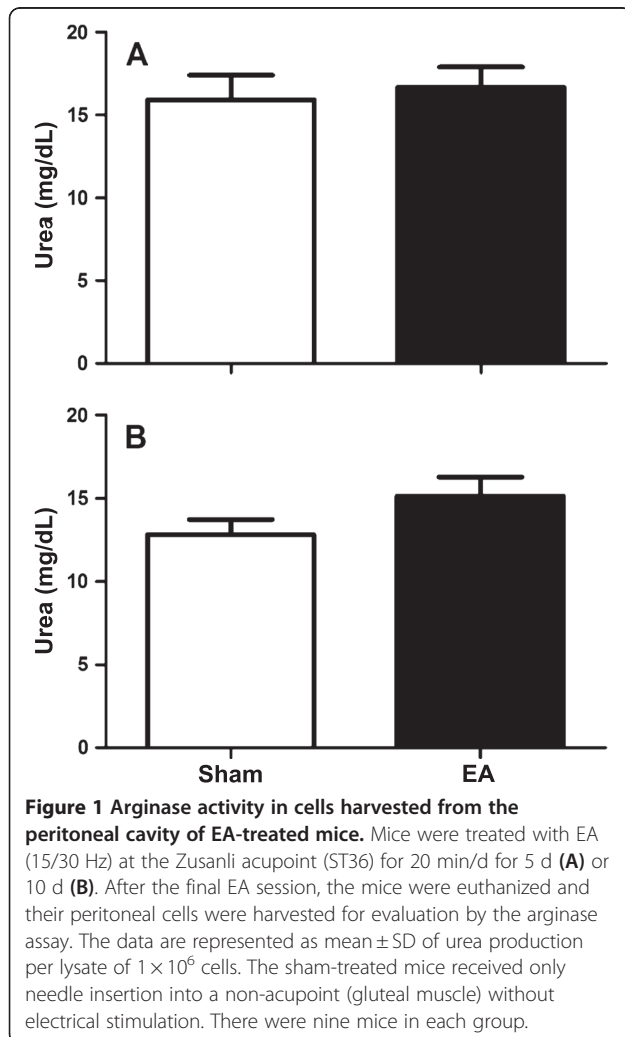 20
A
15
10
5
0
Urea (mg/dL)
20
B
15
10
5
0
Urea (mg/dL)
Sham EA
Figure 1 Arginase activity in cells harvested from the
peritoneal cavity of EA-treated mice. Mice were treated with EA
(15/30 Hz) at the Zusanli acupoint (ST36) for 20 min/d for 5 d (A) or
10 d (B). After the final EA session, the mice were euthanized and
their peritoneal cells were harvested for evaluation by the arginase
assay. The data are represented as mean ± SD of urea production
per lysate of 1 × 10⁶ cells. The sham-treated mice received only
needle insertion into a non-acupoint (gluteal muscle) without
electrical stimulation. There were nine mice in each group.